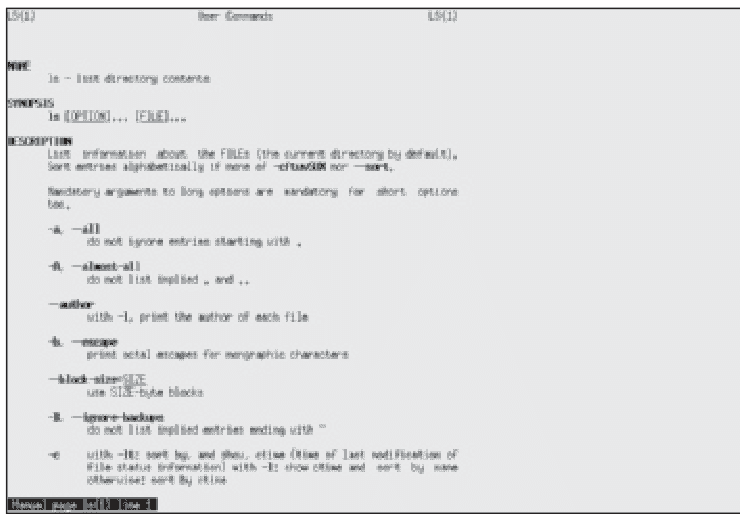 LS(1) User Commands LS(1)
NAME
ls - list directory contents
SYNOPSIS
ls [OPTION]... [FILE]...
DESCRIPTION
List information about the FILEs (the current directory by default).
Sort entries alphabetically if none of -cftuvSUX nor --sort.
Mandatory arguments to long options are mandatory for short options
too.
-a, --all
do not ignore entries starting with .
-A, --almost-all
do not list implied . and ..
--author
with -l, print the author of each file
-b, --escape
print octal escapes for nongraphic characters
--block-size=SIZE
use SIZE-byte blocks
-B, --ignore-backups
do not list implied entries ending with ~
-c with -lt: sort by, and show, ctime (time of last modification of
file status information) with -l: show ctime and sort by name
otherwise: sort by ctime
Manual page ls(1) line 1